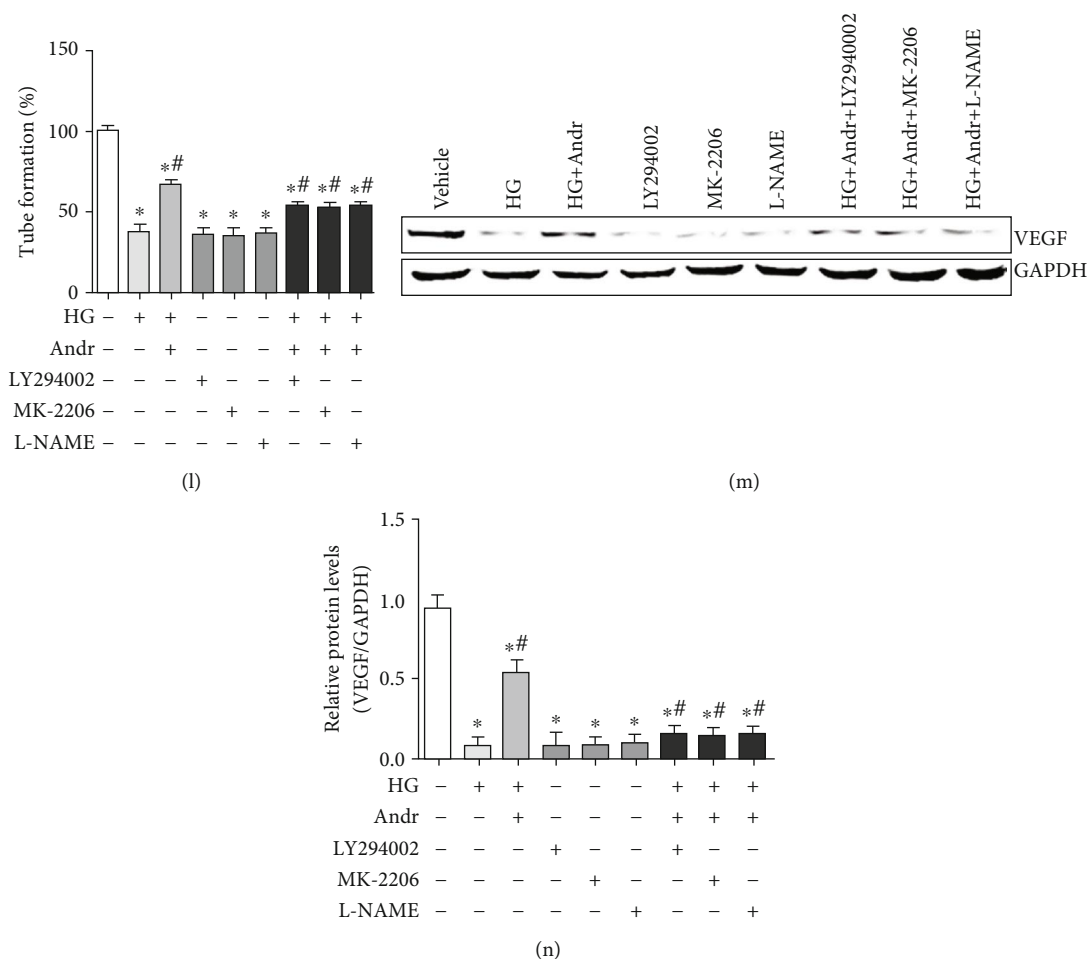 150
100
50
0
Tube formation (%)
*
*#
*
*
*
*#
*#
*#
HG – + + – – – + + +
Andr – – + – – – + + +
LY294002 – – – + – – + – –
MK-2206 – – – – + – – + –
L-NAME – – – – – + – – +
(l)
Vehicle
HG
HG+Andr
LY294002
MK-2206
L-NAME
HG+Andr+LY2940002
HG+Andr+MK-2206
HG+Andr+L-NAME
VEGF
GAPDH
(m)
1.5
1.0
0.5
0.0
Relative protein levels
(VEGF/GAPDH)
*
*#
*
*
*
*#
*#
*#
HG – + + – – – + + +
Andr – – + – – – + + +
LY294002 – – – + – – + – –
MK-2206 – – – – + – – + –
L-NAME – – – – – + – – +
(n)